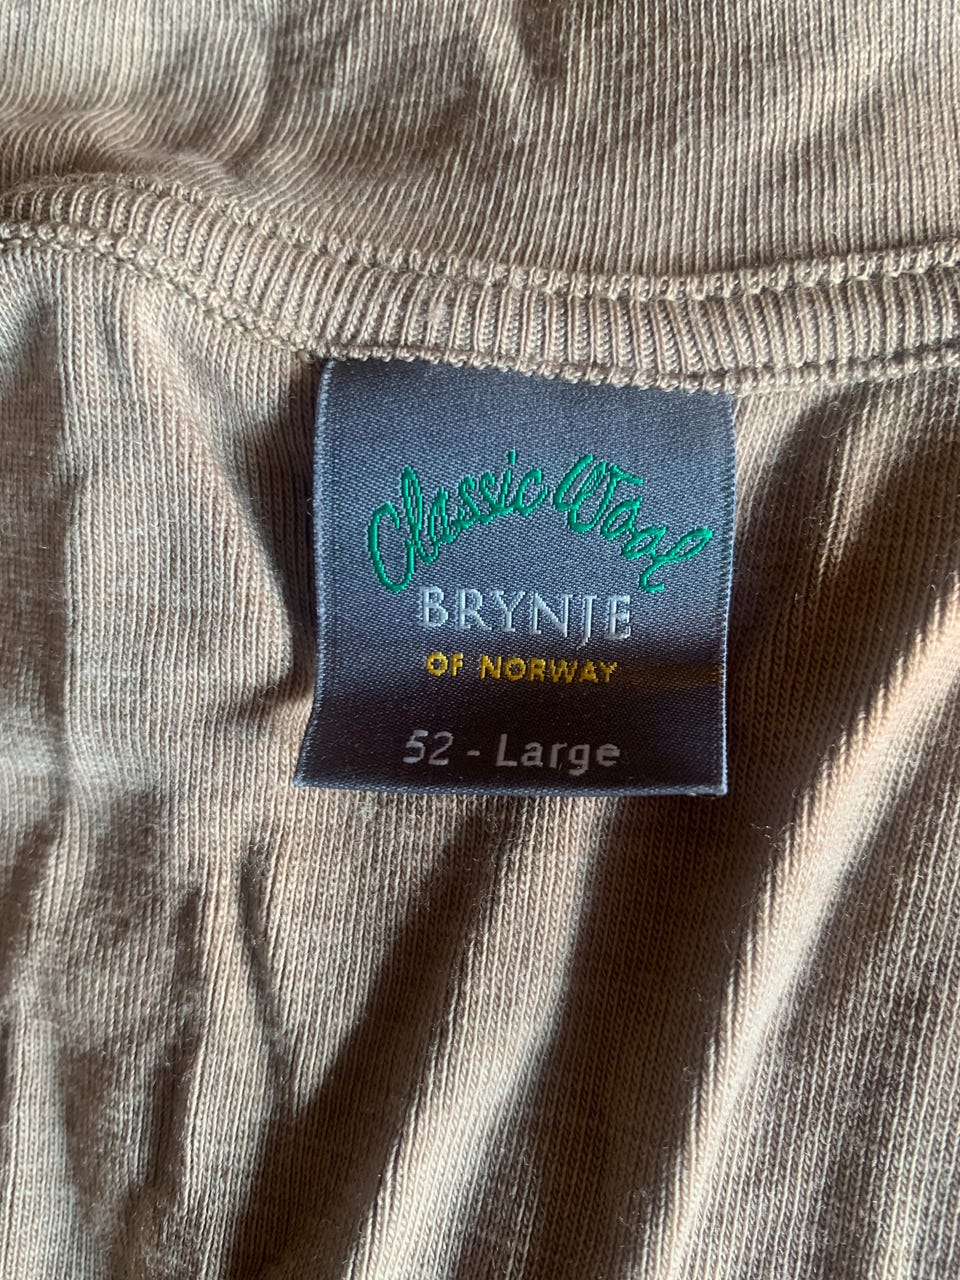 Classic Wool
BRYNJE
OF NORWAY
52 - Large